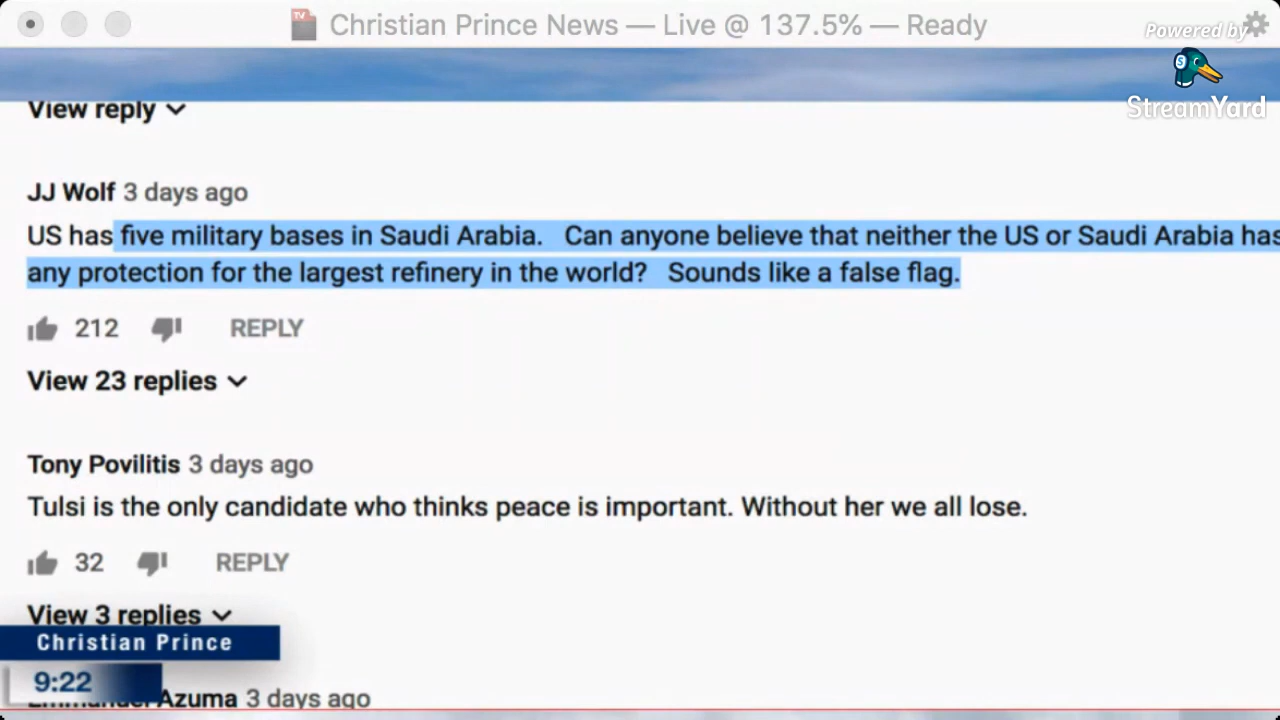 Christian Prince News — Live @ 137.5% — Ready
Powered by
StreamYard
View reply
JJ Wolf 3 days ago
US has five military bases in Saudi Arabia. Can anyone believe that neither the US or Saudi Arabia has
any protection for the largest refinery in the world? Sounds like a false flag.
212 REPLY
View 23 replies
Tony Povilitis 3 days ago
Tulsi is the only candidate who thinks peace is important. Without her we all lose.
32 REPLY
View 3 replies
Christian Prince
9:22
Azuma 3 days ago